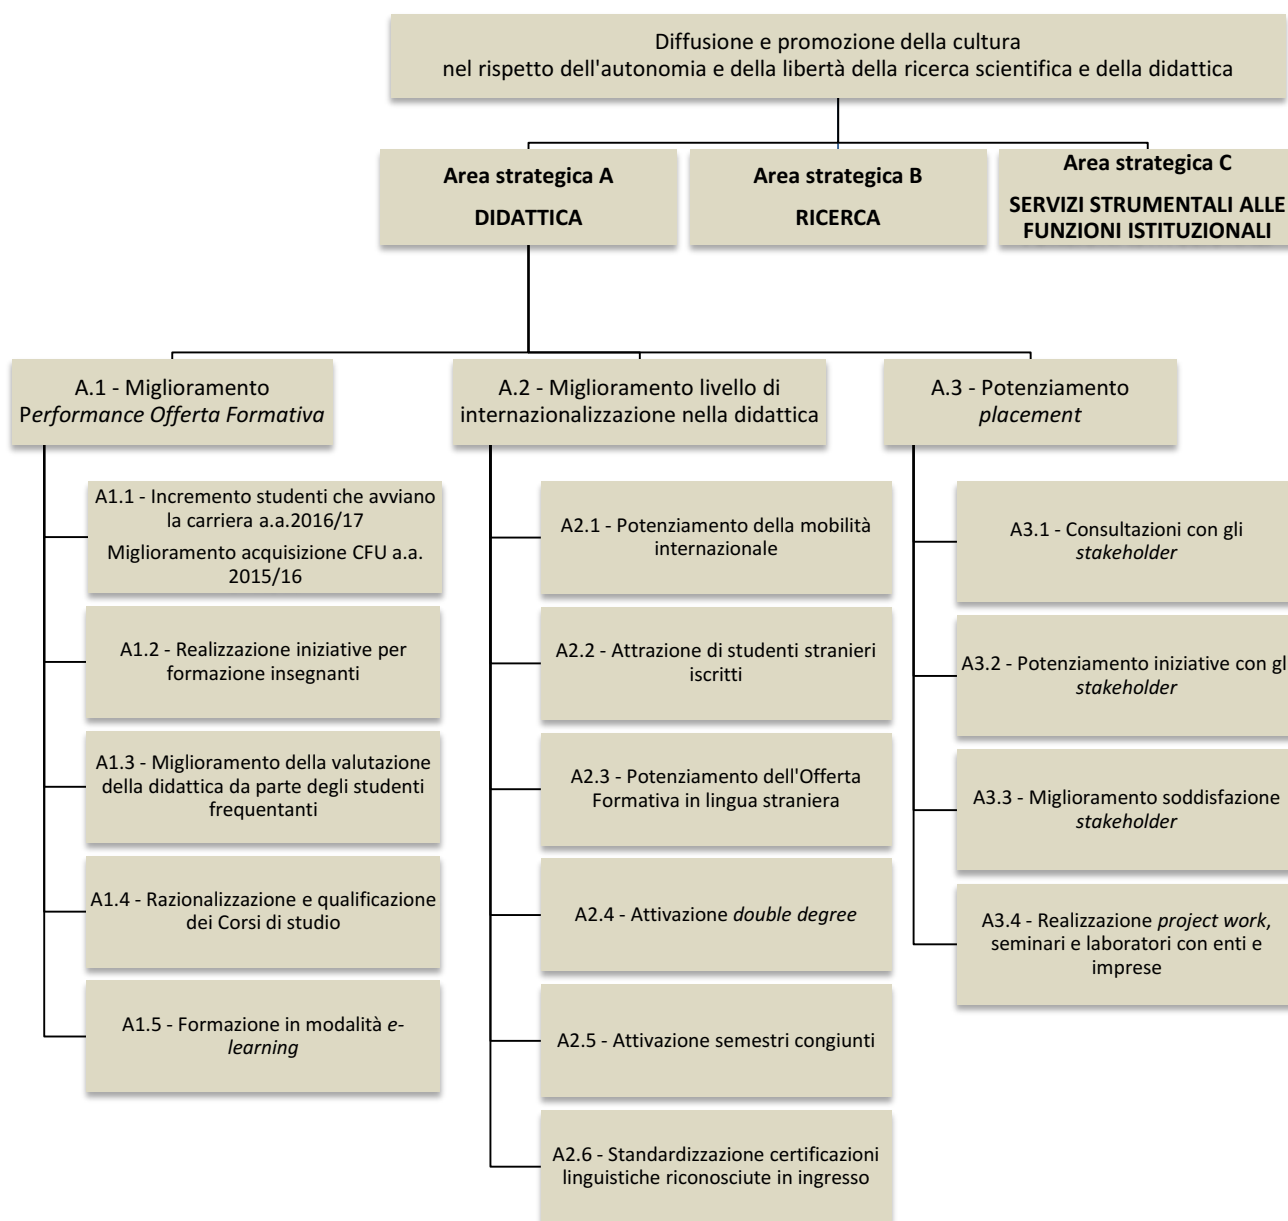 Diffusione e promozione della cultura
nel rispetto dell'autonomia e della libertà della ricerca scientifica e della didattica
Area strategica A
DIDATTICA
Area strategica B
RICERCA
Area strategica C
SERVIZI STRUMENTALI ALLE
FUNZIONI ISTITUZIONALI
A.1 - Miglioramento
Performance Offerta Formativa
A.2 - Miglioramento livello di
internazionalizzazione nella didattica
A.3 - Potenziamento
placement
A1.1 - Incremento studenti che avviano
la carriera a.a.2016/17
Miglioramento acquisizione CFU a.a.
2015/16
A1.2 - Realizzazione iniziative per
formazione insegnanti
A1.3 - Miglioramento della valutazione
della didattica da parte degli studenti
frequentanti
A1.4 - Razionalizzazione e qualificazione
dei Corsi di studio
A1.5 - Formazione in modalità e-
learning
A2.1 - Potenziamento della mobilità
internazionale
A2.2 - Attrazione di studenti stranieri
iscritti
A2.3 - Potenziamento dell'Offerta
Formativa in lingua straniera
A2.4 - Attivazione double degree
A2.5 - Attivazione semestri congiunti
A2.6 - Standardizzazione certificazioni
linguistiche riconosciute in ingresso
A3.1 - Consultazioni con gli
stakeholder
A3.2 - Potenziamento iniziative con gli
stakeholder
A3.3 - Miglioramento soddisfazione
stakeholder
A3.4 - Realizzazione project work,
seminari e laboratori con enti e
imprese